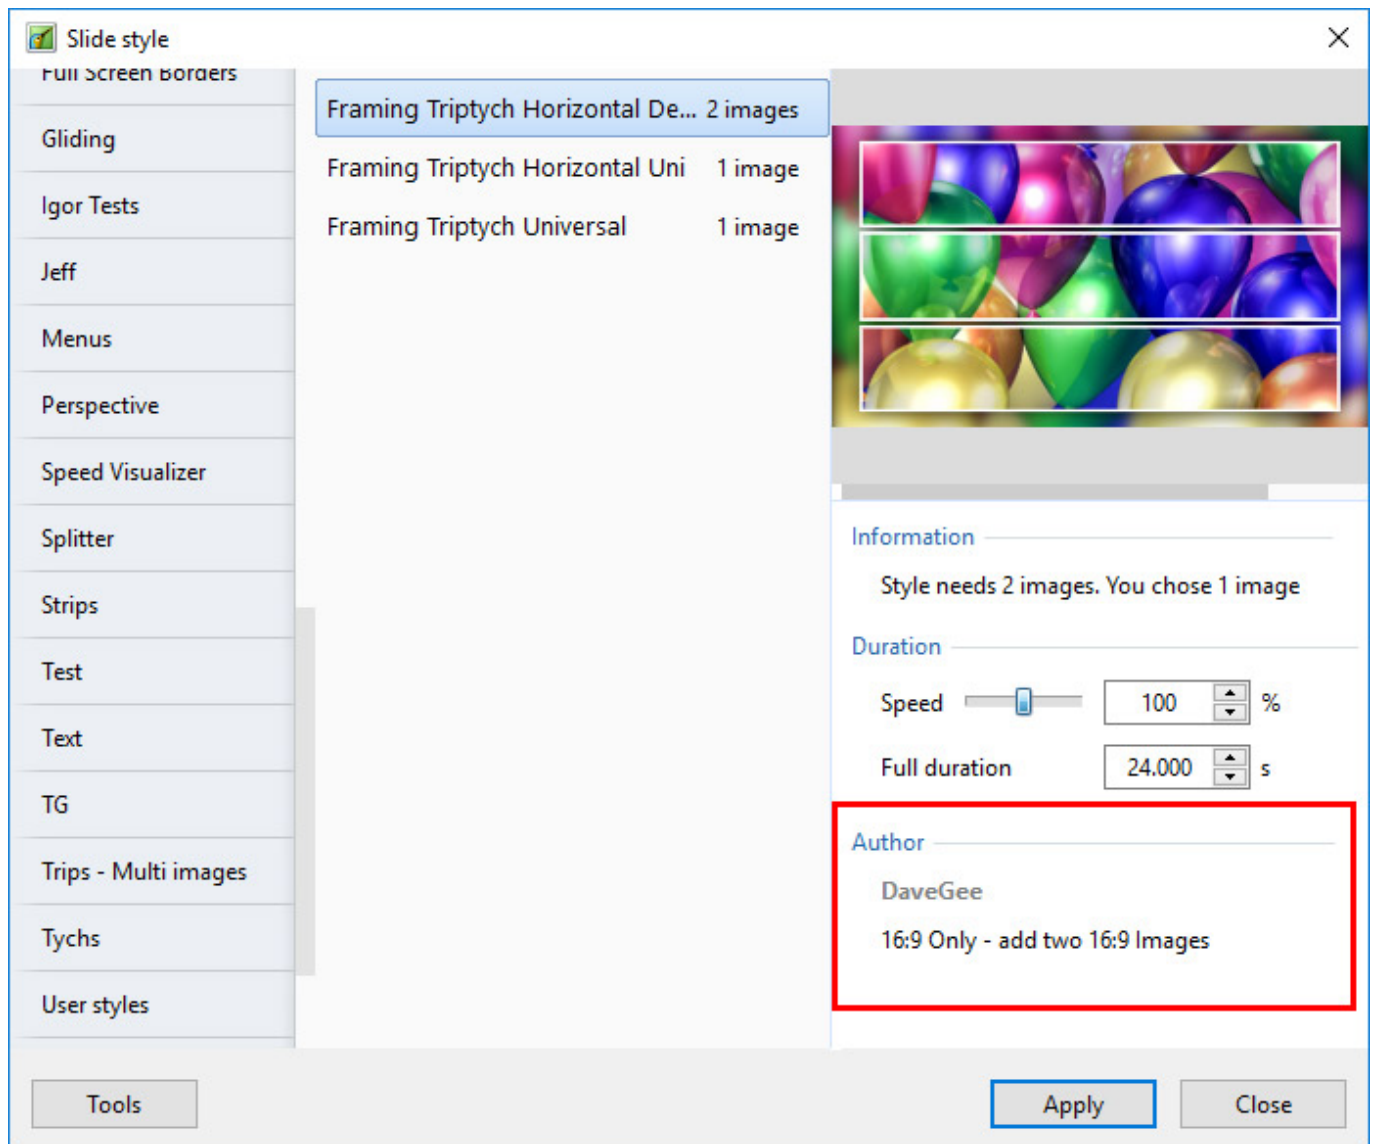 Slide style
Full Screen Borders
Gliding
Igor Tests
Jeff
Menus
Perspective
Speed Visualizer
Splitter
Strips
Test
Text
TG
Trips - Multi images
Tychs
User styles
Framing Triptych Horizontal De... 2 images
Framing Triptych Horizontal Uni 1 image
Framing Triptych Universal 1 image
Information
Style needs 2 images. You chose 1 image
Duration
Speed 100 %
Full duration 24.000 s
Author
DaveGee
16:9 Only - add two 16:9 Images
Tools
Apply
Close